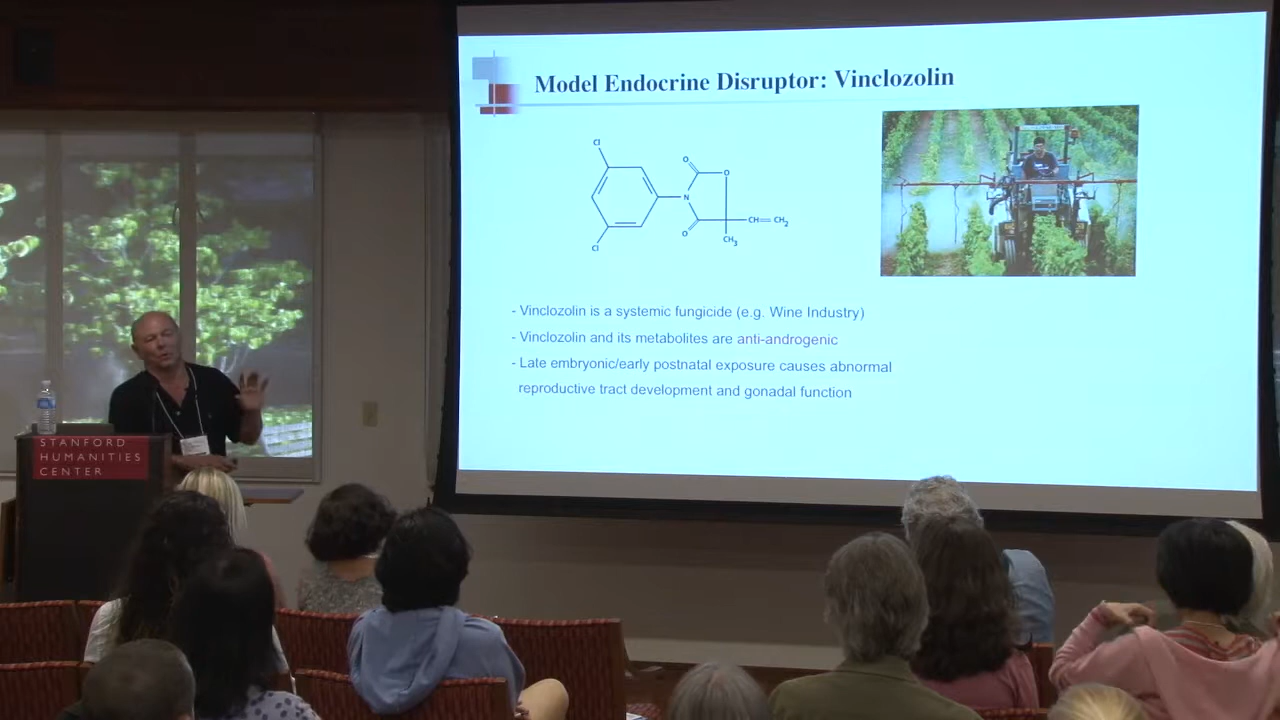 Model Endocrine Disruptor: Vinclozolin
Cl
O
O
N
CH=CH2
O
CH3
Cl
- Vinclozolin is a systemic fungicide (e.g. Wine Industry)
- Vinclozolin and its metabolites are anti-androgenic
- Late embryonic/early postnatal exposure causes abnormal
reproductive tract development and gonadal function
STANFORD
HUMANITIES
CENTER